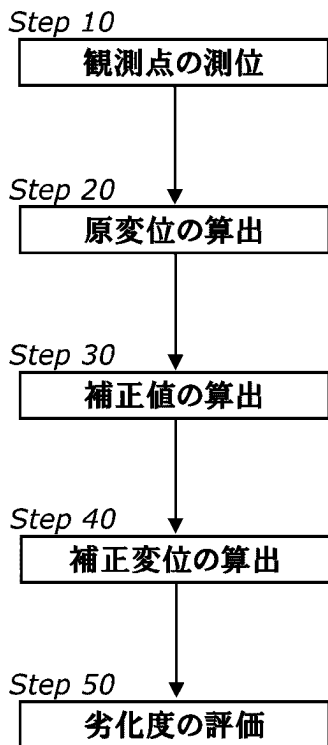 Step 10
観測点の測位
Step 20
原変位の算出
Step 30
補正値の算出
Step 40
補正変位の算出
Step 50
劣化度の評価